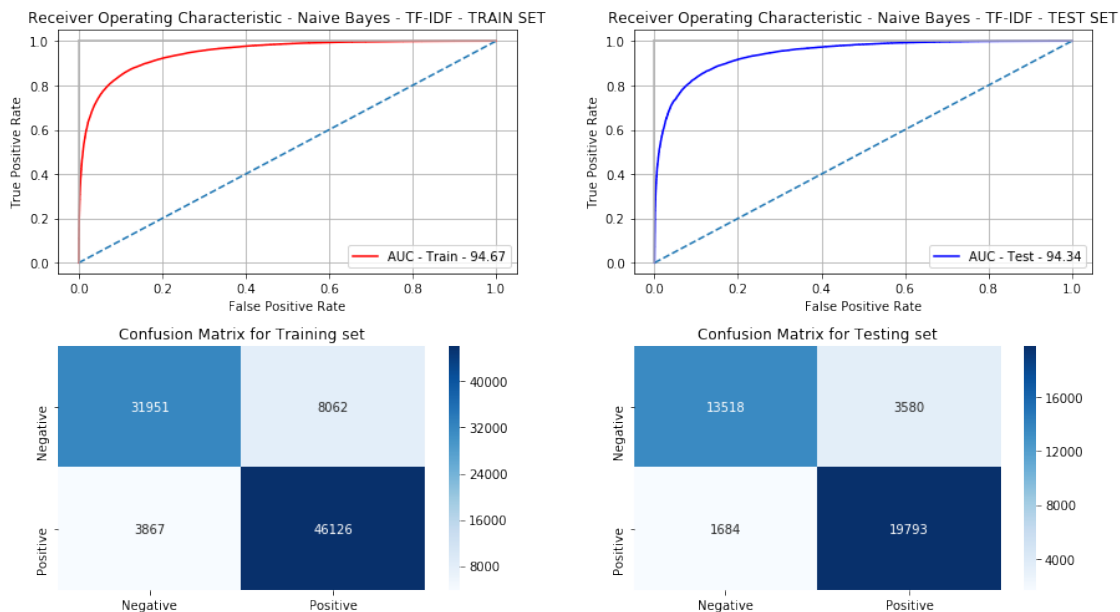 Receiver Operating Characteristic - Naive Bayes - TF-IDF - TRAIN SET
1.0
0.8
0.6
0.4
0.2
0.0
True Positive Rate
AUC - Train - 94.67
0.0 0.2 0.4 0.6 0.8 1.0
False Positive Rate
Receiver Operating Characteristic - Naive Bayes - TF-IDF - TEST SET
1.0
0.8
0.6
0.4
0.2
0.0
True Positive Rate
AUC - Test - 94.34
0.0 0.2 0.4 0.6 0.8 1.0
False Positive Rate
Confusion Matrix for Training set
Negative
31951 8062
Positive
3867 46126
Negative Positive
40000
32000
24000
16000
8000
Confusion Matrix for Testing set
Negative
13518 3580
Positive
1684 19793
Negative Positive
16000
12000
8000
4000